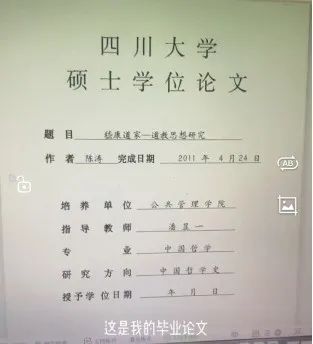 四川大学
硕士学位论文
题目 嵇康道家—道教思想研究
作者 陈涛 完成日期 2011 年 4 月 24 日
培养单位 公共管理学院
指导教师 潘显一
专业 中国哲学
研究方向 中国哲学史
授予学位日期 年 月 日
这是我的毕业论文